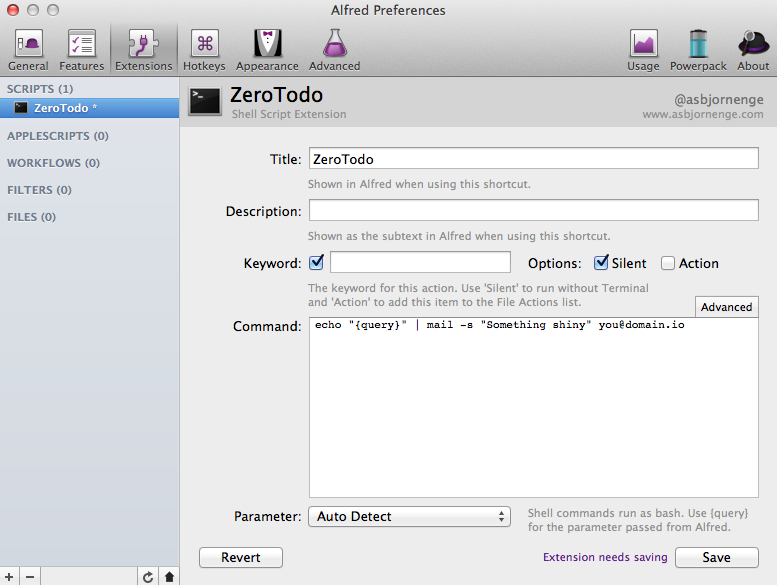 Alfred Preferences
General Features Extensions Hotkeys Appearance Advanced Usage Powerpack About
SCRIPTS (1)
ZeroTodo *
APPLESCRIPTS (0)
WORKFLOWS (0)
FILTERS (0)
FILES (0)
ZeroTodo
Shell Script Extension
@asbjornenge
www.asbjornenge.com
Title: ZeroTodo
Shown in Alfred when using this shortcut.
Description:
Shown as the subtext in Alfred when using this shortcut.
Keyword: Options: Silent Action
The keyword for this action. Use 'Silent' to run without Terminal
and 'Action' to add this item to the File Actions list.
Advanced
Command: echo "{query}" | mail -s "Something shiny" you@domain.io
Parameter: Auto Detect
Shell commands run as bash. Use {query}
for the parameter passed from Alfred.
Revert Extension needs saving Save